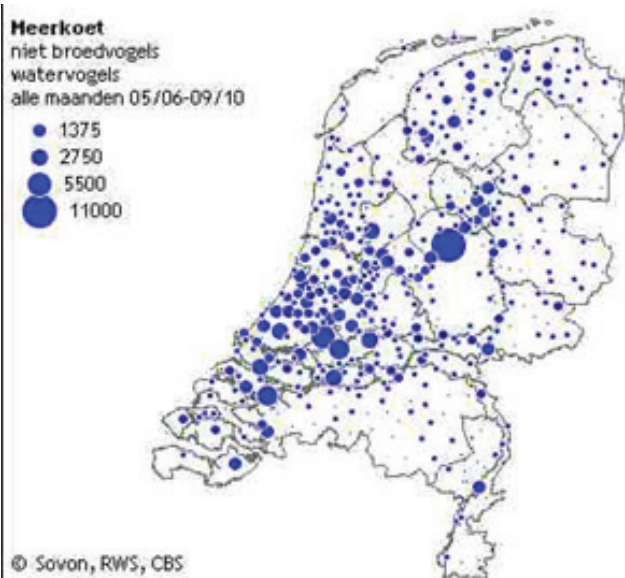 Meerkoet
niet broedvogels
watervogels
alle maanden 05/06-09/10
1375
2750
5500
11000
© Sovon, RWS, CBS